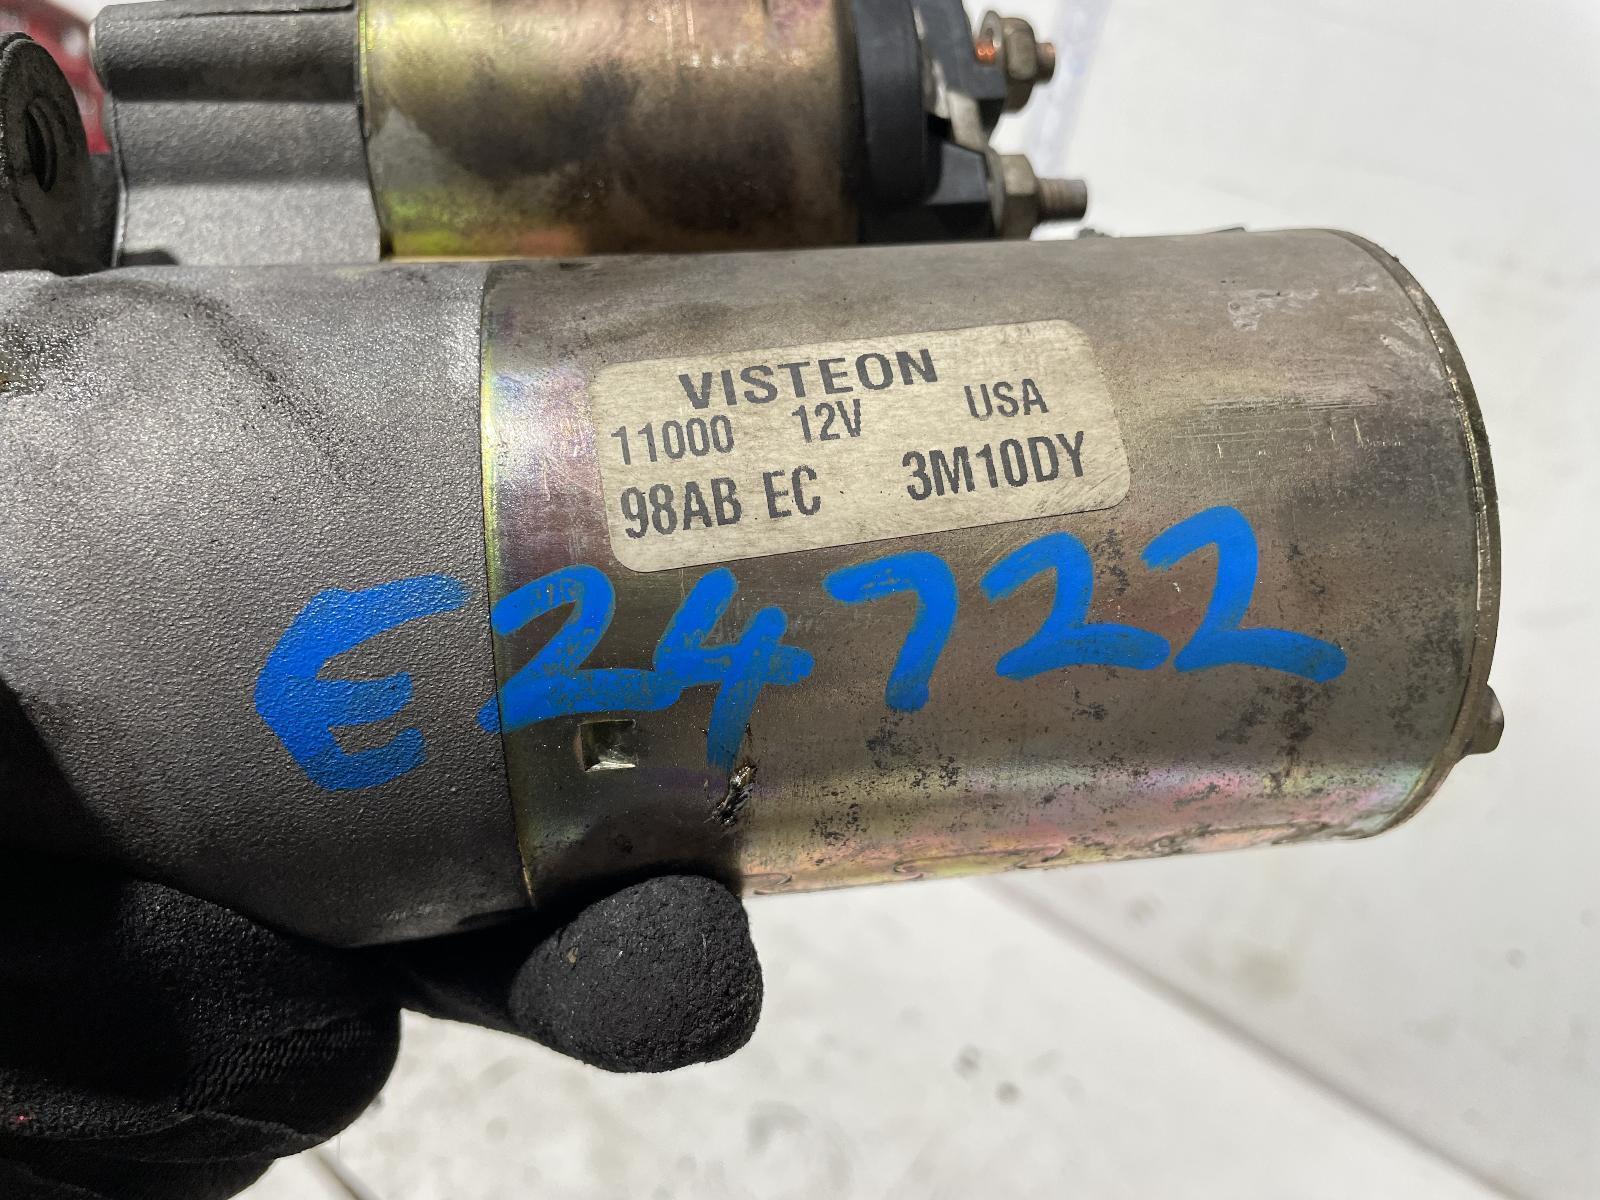 VISTEON
11000 12V USA
98AB EC 3M10DY
E24722